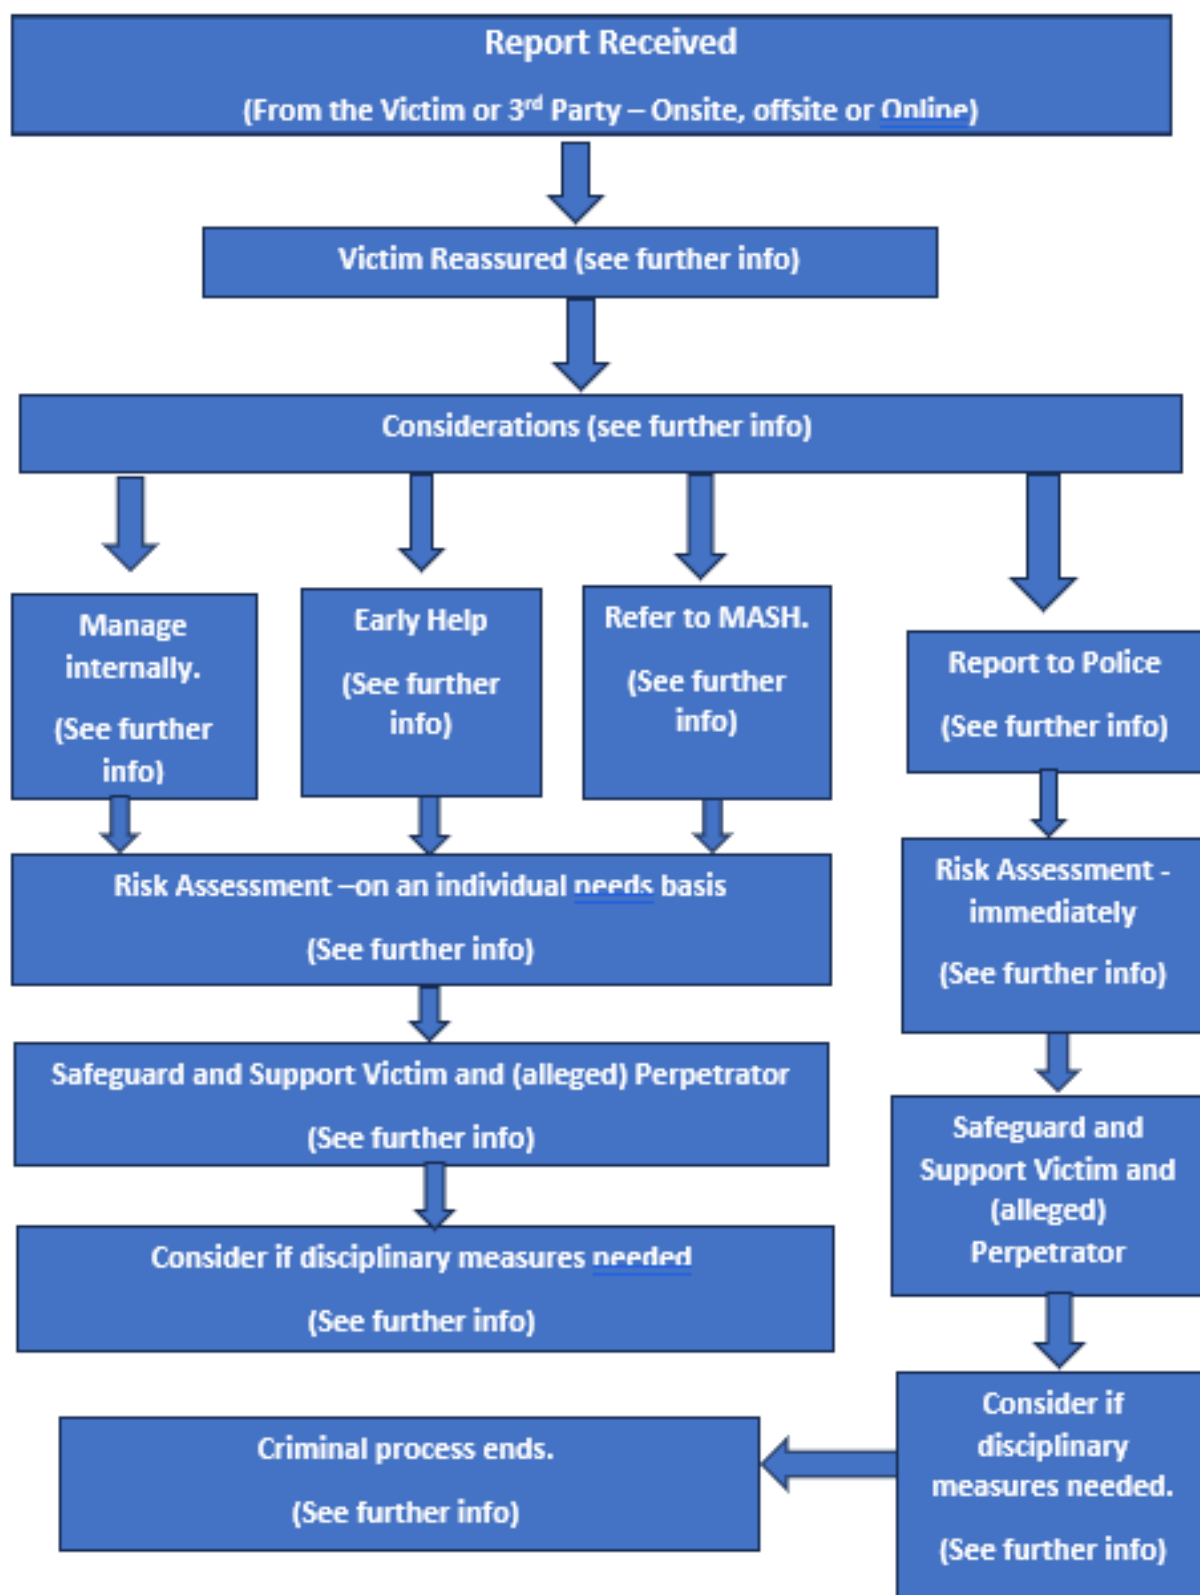 Report Received
(From the Victim or 3rd Party – Onsite, offsite or Online)
Victim Reassured (see further info)
Considerations (see further info)
Manage
internally.
(See further
info)
Early Help
(See further
info)
Refer to MASH.
(See further
info)
Report to Police
(See further info)
Risk Assessment –on an individual needs basis
(See further info)
Risk Assessment -
immediately
(See further info)
Safeguard and Support Victim and (alleged) Perpetrator
(See further info)
Safeguard and
Support Victim and
(alleged)
Perpetrator
Consider if disciplinary measures needed
(See further info)
Consider if
disciplinary
measures needed.
(See further info)
Criminal process ends.
(See further info)